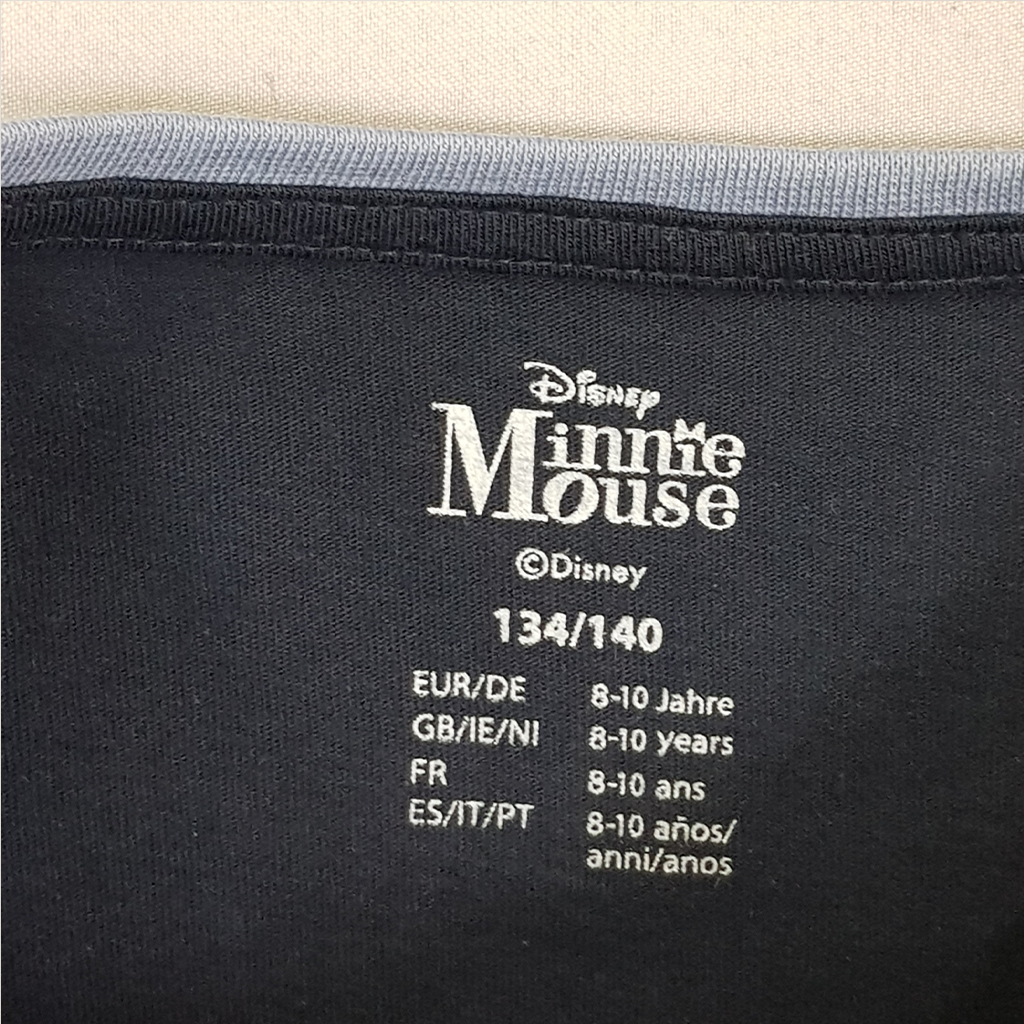 Disney
Minnie
Mouse
©Disney
134/140
EUR/DE 8-10 Jahre
GB/IE/NI 8-10 years
FR 8-10 ans
ES/IT/PT 8-10 años/
anni/anos